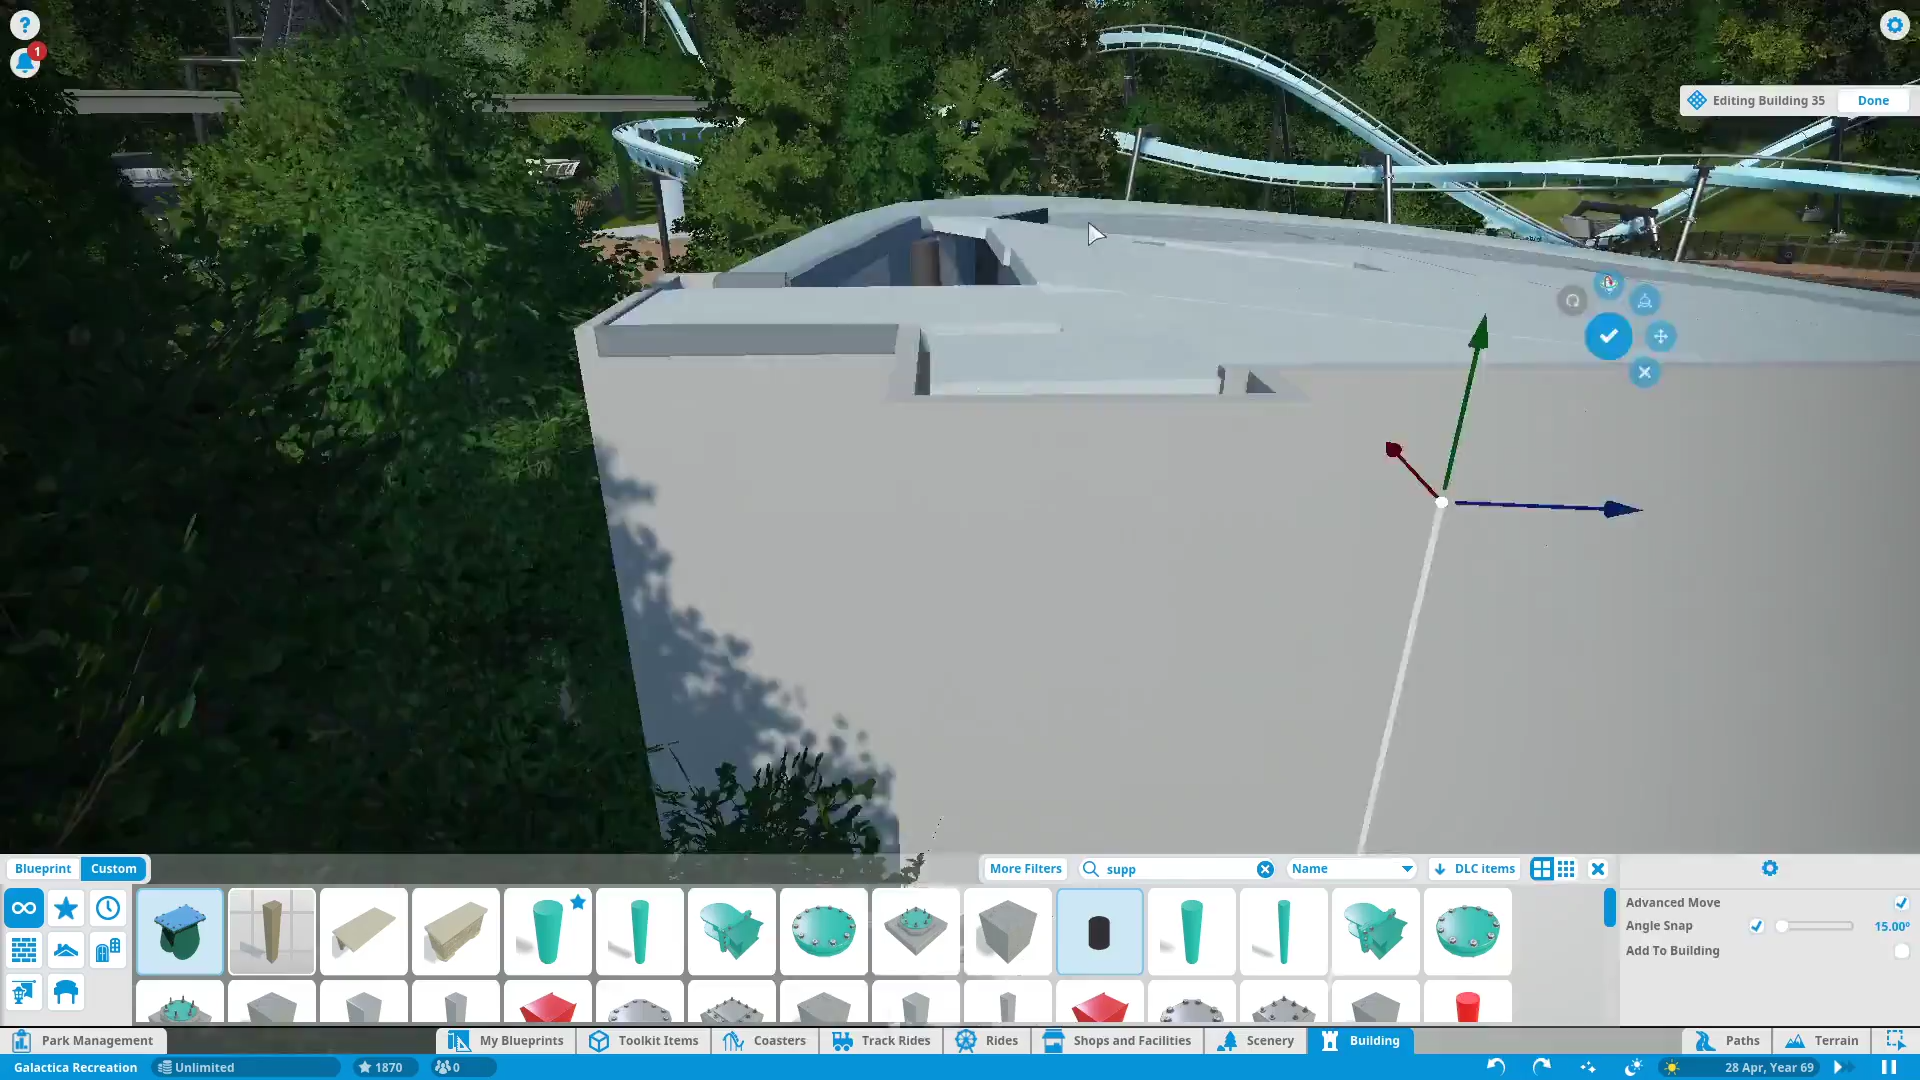 ?
1
Editing Building 35 Done
Blueprint Custom
More Filters supp Name DLC items
Advanced Move
Angle Snap 15.00°
Add To Building
Park Management My Blueprints Toolkit Items Coasters Track Rides Rides Shops and Facilities Scenery Building Paths Terrain
Galactica Recreation Unlimited 1870 0 28 Apr, Year 69